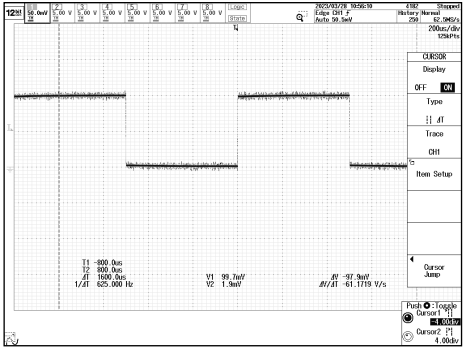 12Bit
50.0mV
2
5.00 V
3
5.00 V
4
5.00 V
5
5.00 V
6
5.00 V
7
5.00 V
8
5.00 V
Logic
State
2023/03/28 10:56:10
Edge CH1
Auto 50.5mV
4182
Stopped
History
Normal
250
62.5MS/s
200us/div
125kPts
CURSOR
Display
OFF
ON
Type
ΔT
Trace
CH1
Item Setup
Cursor
Jump
T1 -800.0us
T2 800.0us
ΔT 1600.0us
1/ΔT 625.000 Hz
V1 99.7mV
V2 1.9mV
ΔV -97.9mV
ΔV/ΔT -61.1719 V/s
Push :Toggle
Cursor1
-4.00div
Cursor2
4.00div